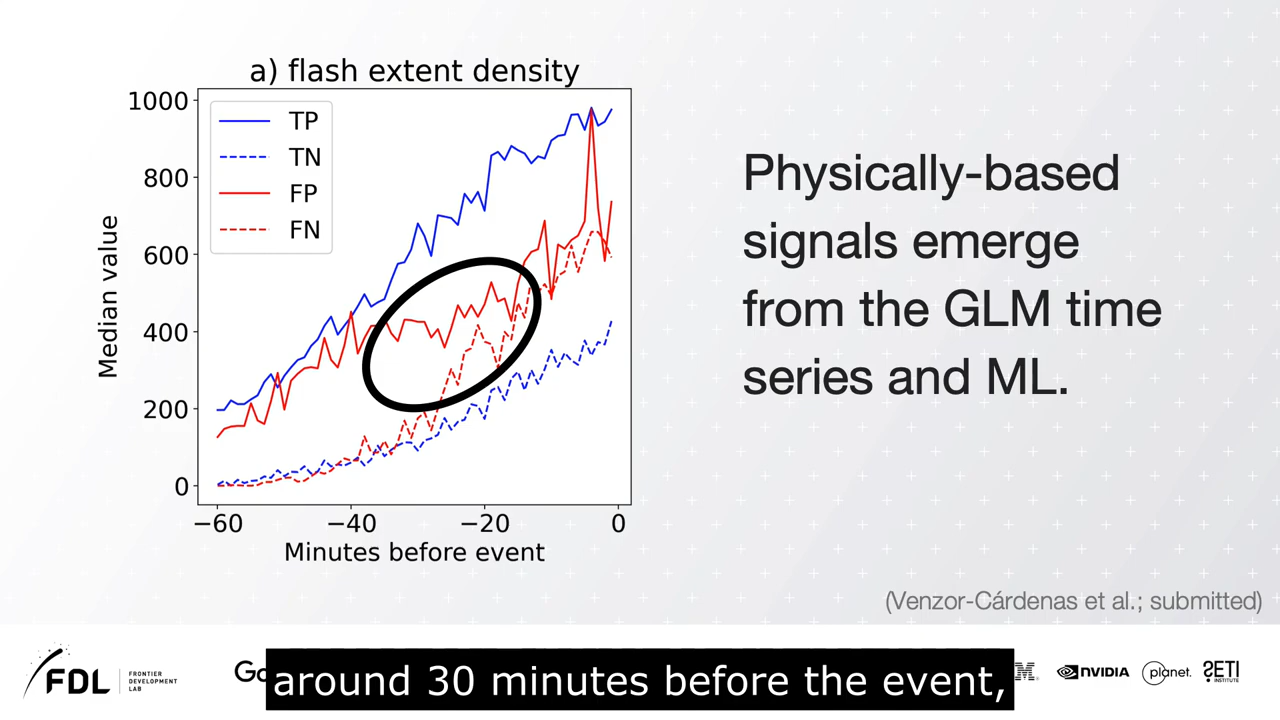 a) flash extent density
1000
800
600
400
200
0
Median value
TP
TN
FP
FN
−60
−40
−20
0
Minutes before event
Physically-based
signals emerge
from the GLM time
series and ML.
(Venzor-Cárdenas et al.; submitted)
FDL
FRONTIER
DEVELOPMENT
LAB
around 30 minutes before the event,
NVIDIA
planet.
SETI
INSTITUTE